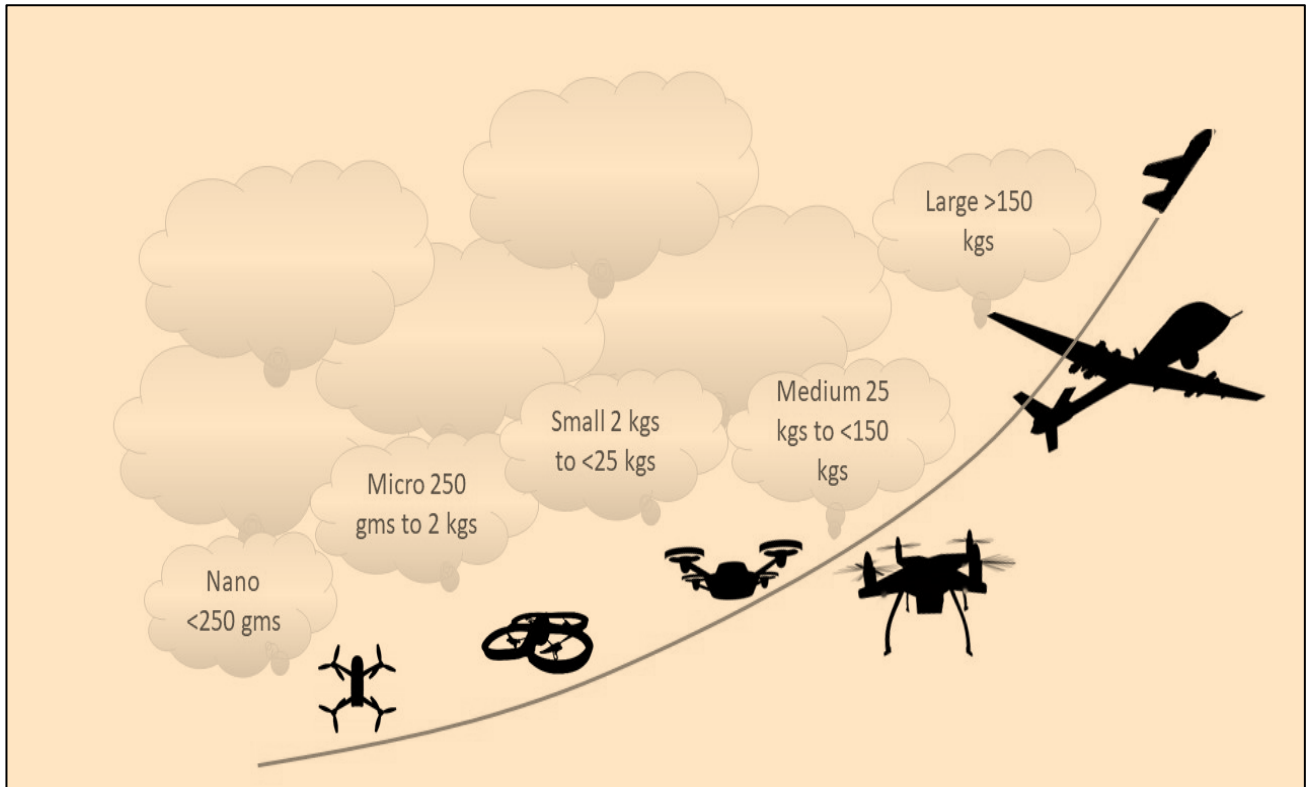 Large >150
kgs
Medium 25
kgs to <150
kgs
Small 2 kgs
to <25 kgs
Micro 250
gms to 2 kgs
Nano
<250 gms